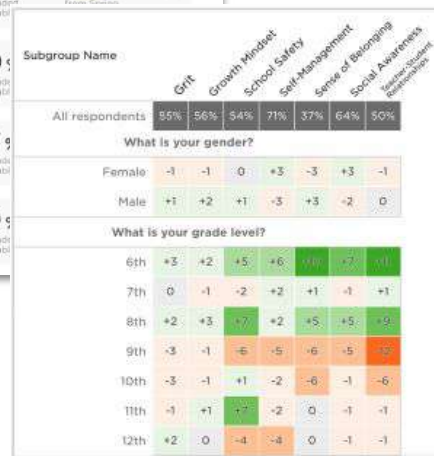 Subgroup Name
Grit
Growth Mindset
School Safety
Self-Management
Sense of Belonging
Social Awareness
Teacher-Student Relationships
All respondents 55% 56% 54% 71% 37% 64% 50%
What is your gender?
Female -1 -1 0 +3 -3 +3 -1
Male +1 +2 +1 -3 +3 -2 0
What is your grade level?
6th +3 +2 +5 +6 +7
7th 0 -1 -2 +2 +1 -1 +1
8th +2 +3 +7 +2 +5 +5 +9
9th -3 -1 -6 -5 -6 -5 -12
10th -3 -1 +1 -2 -6 -1 -6
11th -1 +1 +7 -2 0 -1 -1
12th +2 0 -4 -4 0 -1 -1